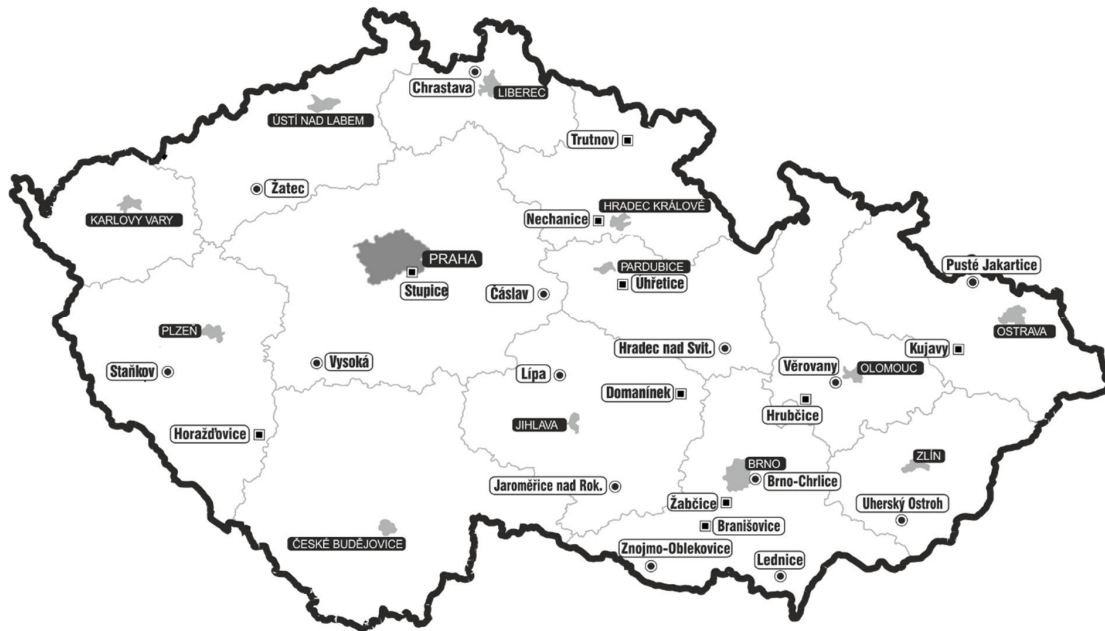 Chrastava
LIBEREC
ÚSTÍ NAD LABEM
Trutnov
Žatec
KARLOVY VARY
HRADEC KRÁLOVÉ
Nechanice
PRAHA
PARDUBICE
Pusté Jakartice
Stupice
Čáslav
Úhřetice
PLZEŇ
OSTRAVA
Hradec nad Svit.
Kujavy
Staňkov
Vysoká
Lípa
Věrovany
OLOMOUC
Domanínek
Hrubčice
JIHLAVA
Horažďovice
BRNO
ZLÍN
Brno-Chrlice
Jaroměřice nad Rok.
Žabčice
Uherský Ostroh
Branišovice
ČESKÉ BUDĚJOVICE
Znojmo-Oblekovice
Lednice